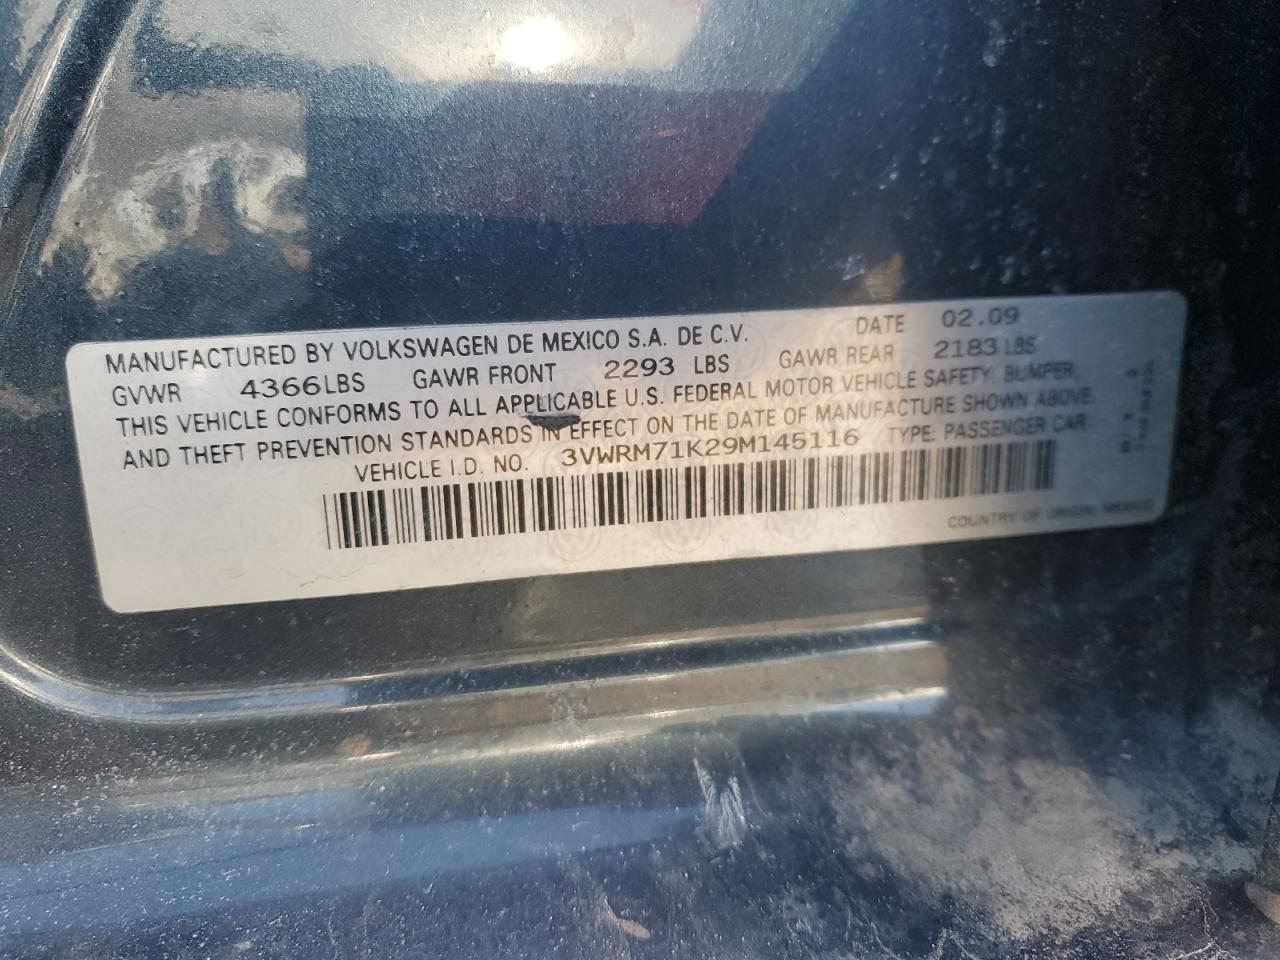 MANUFACTURED BY VOLKSWAGEN DE MEXICO S.A. DE C.V. DATE 02.09
GVWR 4366LBS GAWR FRONT 2293 LBS GAWR REAR 2183 LBS
THIS VEHICLE CONFORMS TO ALL APPLICABLE U.S. FEDERAL MOTOR VEHICLE SAFETY, BUMPER,
AND THEFT PREVENTION STANDARDS IN EFFECT ON THE DATE OF MANUFACTURE SHOWN ABOVE.
VEHICLE I.D. NO. 3VWRM71K29M145116 TYPE: PASSENGER CAR
COUNTRY OF ORIGIN: MEXICO